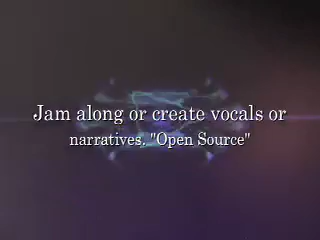 Jam along or create vocals or
narratives. "Open Source"